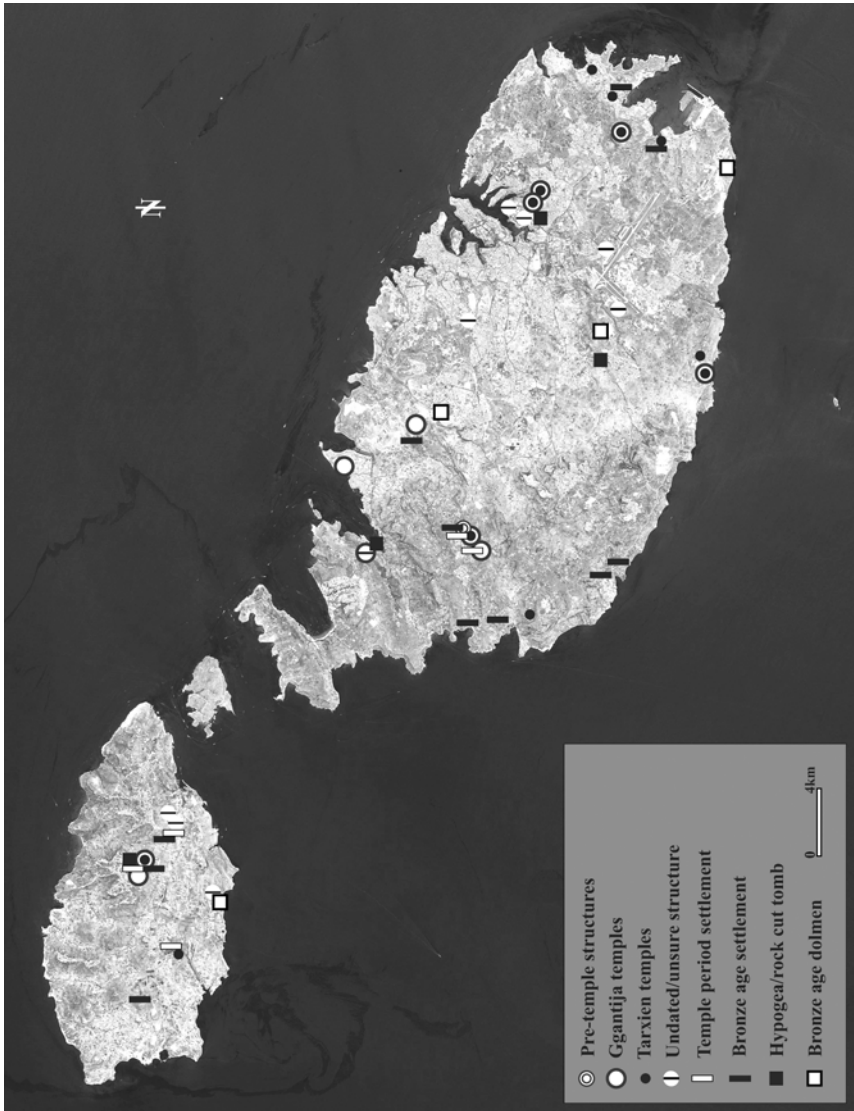 N
Pre-temple structures
Ggantija temples
Tarxien temples
Undated/unsure structure
Temple period settlement
Bronze age settlement
Hypogea/rock cut tomb
Bronze age dolmen
0 4km